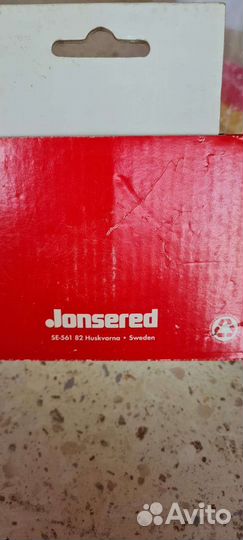 Jonsered
SE-561 82 Huskvarna • Sweden
Avito